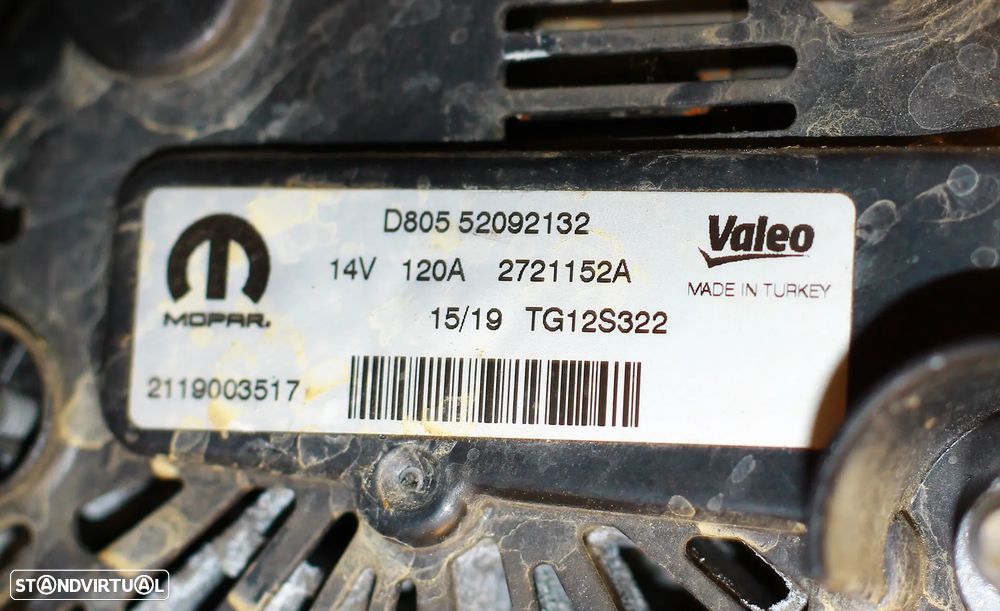 D805 52092132
Valeo
14V 120A 2721152A
MADE IN TURKEY
MOPAR.
15/19 TG12S322
2119003517
STANDVIRTUAL